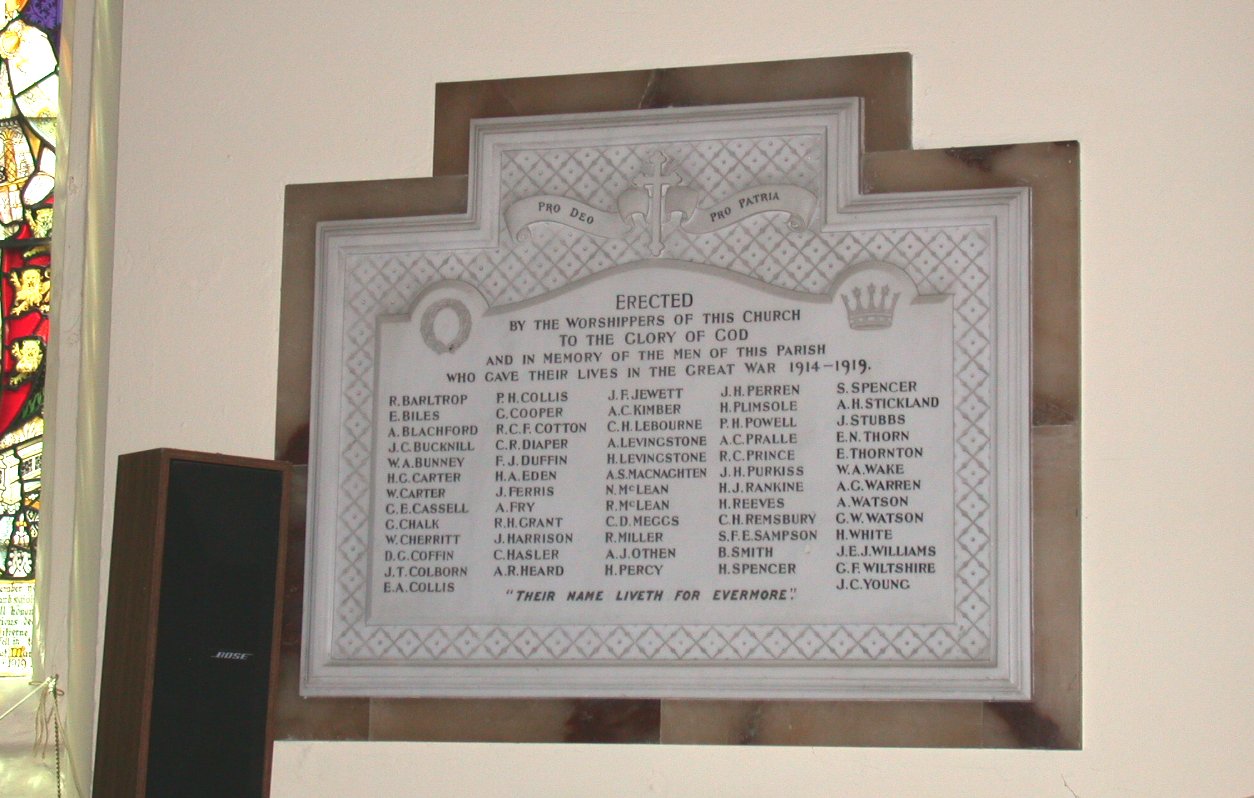 PRO DEO
PRO PATRIA
ERECTED
BY THE WORSHIPPERS OF THIS CHURCH
TO THE GLORY OF GOD
AND IN MEMORY OF THE MEN OF THIS PARISH
WHO GAVE THEIR LIVES IN THE GREAT WAR 1914-1919.
R. BARLTROP
E. BILES
A. BLACHFORD
J.C. BUCKNILL
W.A. BUNNEY
H.G. CARTER
W. CARTER
G.E. CASSELL
G. CHALK
W. CHERRITT
D.G. COFFIN
J.T. COLBORN
E.A. COLLIS
P.H. COLLIS
G. COOPER
R.C.F. COTTON
C.R. DIAPER
F.J. DUFFIN
H.A. EDEN
J. FERRIS
A. FRY
R.H. GRANT
J. HARRISON
C. HASLER
A.R. HEARD
J.F. JEWETT
A.C. KIMBER
C.H. LEBOURNE
A. LEVINGSTONE
H. LEVINGSTONE
A.S. MACNAGHTEN
N. McLEAN
R. McLEAN
C.D. MEGGS
R. MILLER
A.J. OTHEN
H. PERCY
J.H. PERREN
H. PLIMSOLE
P.H. POWELL
A.C. PRALLE
R.C. PRINCE
J.H. PURKISS
H.J. RANKINE
H. REEVES
C.H. REMSBURY
S.F.E. SAMPSON
B. SMITH
H. SPENCER
S. SPENCER
A.H. STICKLAND
J. STUBBS
E.N. THORN
E. THORNTON
W.A. WAKE
A.G. WARREN
A. WATSON
G.W. WATSON
H. WHITE
J.E.J. WILLIAMS
G.F. WILTSHIRE
J.C. YOUNG
"THEIR NAME LIVETH FOR EVERMORE".
BOSE